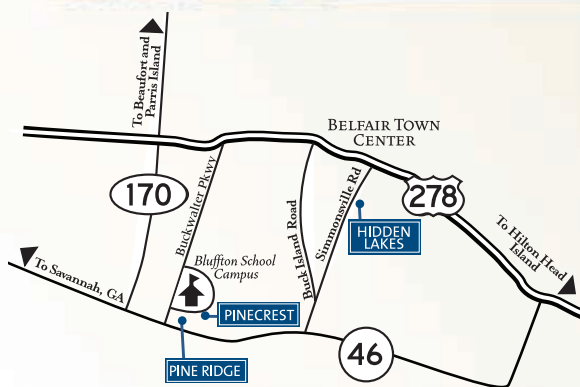 To Beaufort and
Parris Island
BELFAIR TOWN
CENTER
170
Buckwalter Pkwy
Buck Island Road
Simmonsville Rd
278
HIDDEN
LAKES
To Hilton Head
Island
Bluffton School
Campus
To Savannah, GA
PINECREST
46
PINE RIDGE